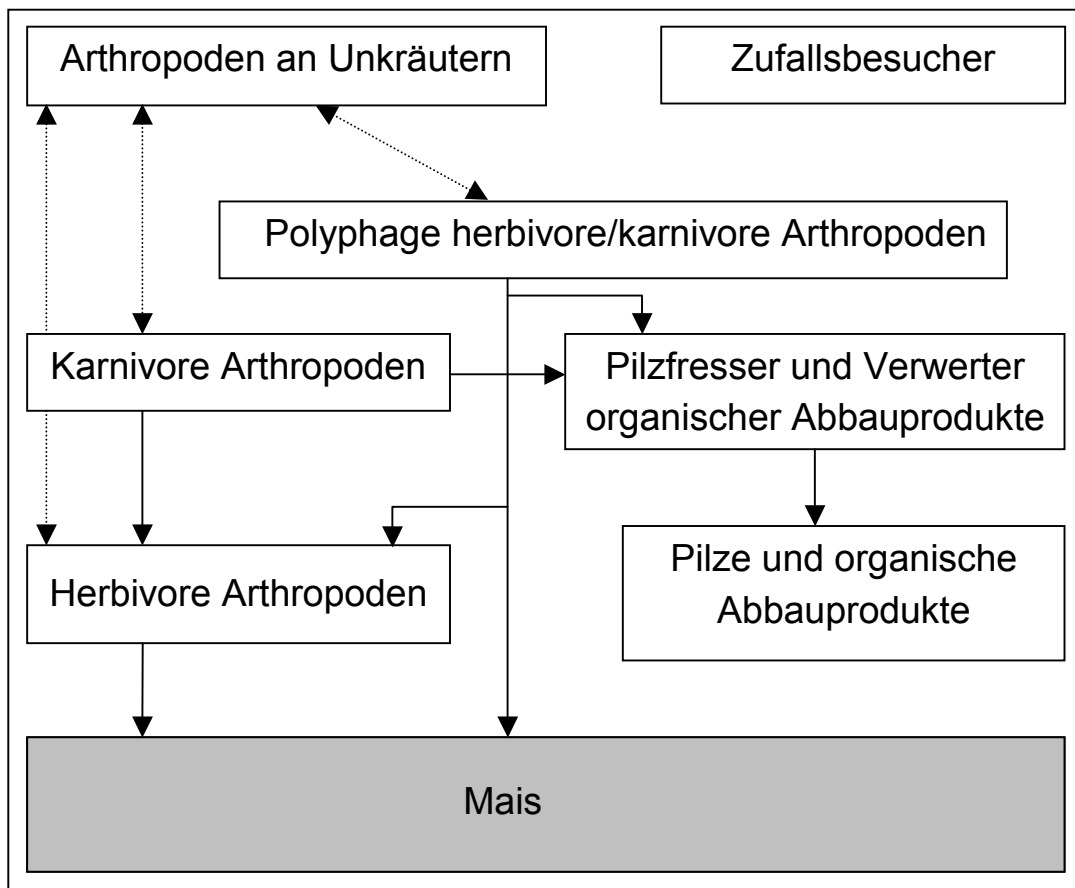 Arthropoden an Unkräutern
Zufallsbesucher
Polyphage herbivore/karnivore Arthropoden
Karnivore Arthropoden
Pilzfresser und Verwerter
organischer Abbauprodukte
Herbivore Arthropoden
Pilze und organische
Abbauprodukte
Mais